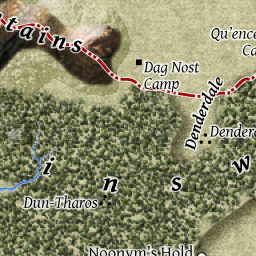 tains
Qu'ence
Ca
Dag Nost
Camp
Denderdale
Dender
i n s w
Dun-Tharos
Noonym's Hold